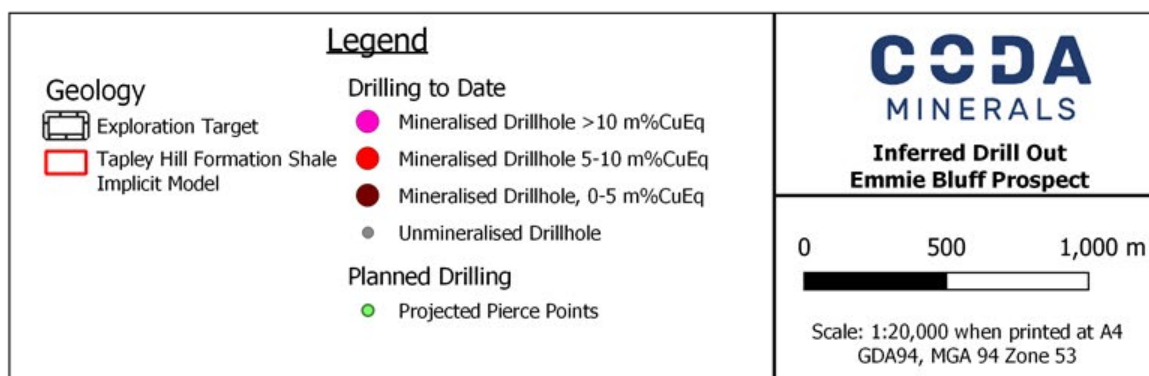 Legend
Geology
Exploration Target
Tapley Hill Formation Shale
Implicit Model
Drilling to Date
Mineralised Drillhole >10 m%CuEq
Mineralised Drillhole 5-10 m%CuEq
Mineralised Drillhole, 0-5 m%CuEq
Unmineralised Drillhole
Planned Drilling
Projected Pierce Points
CODA
MINERALS
Inferred Drill Out
Emmie Bluff Prospect
0 500 1,000 m
Scale: 1:20,000 when printed at A4
GDA94, MGA 94 Zone 53